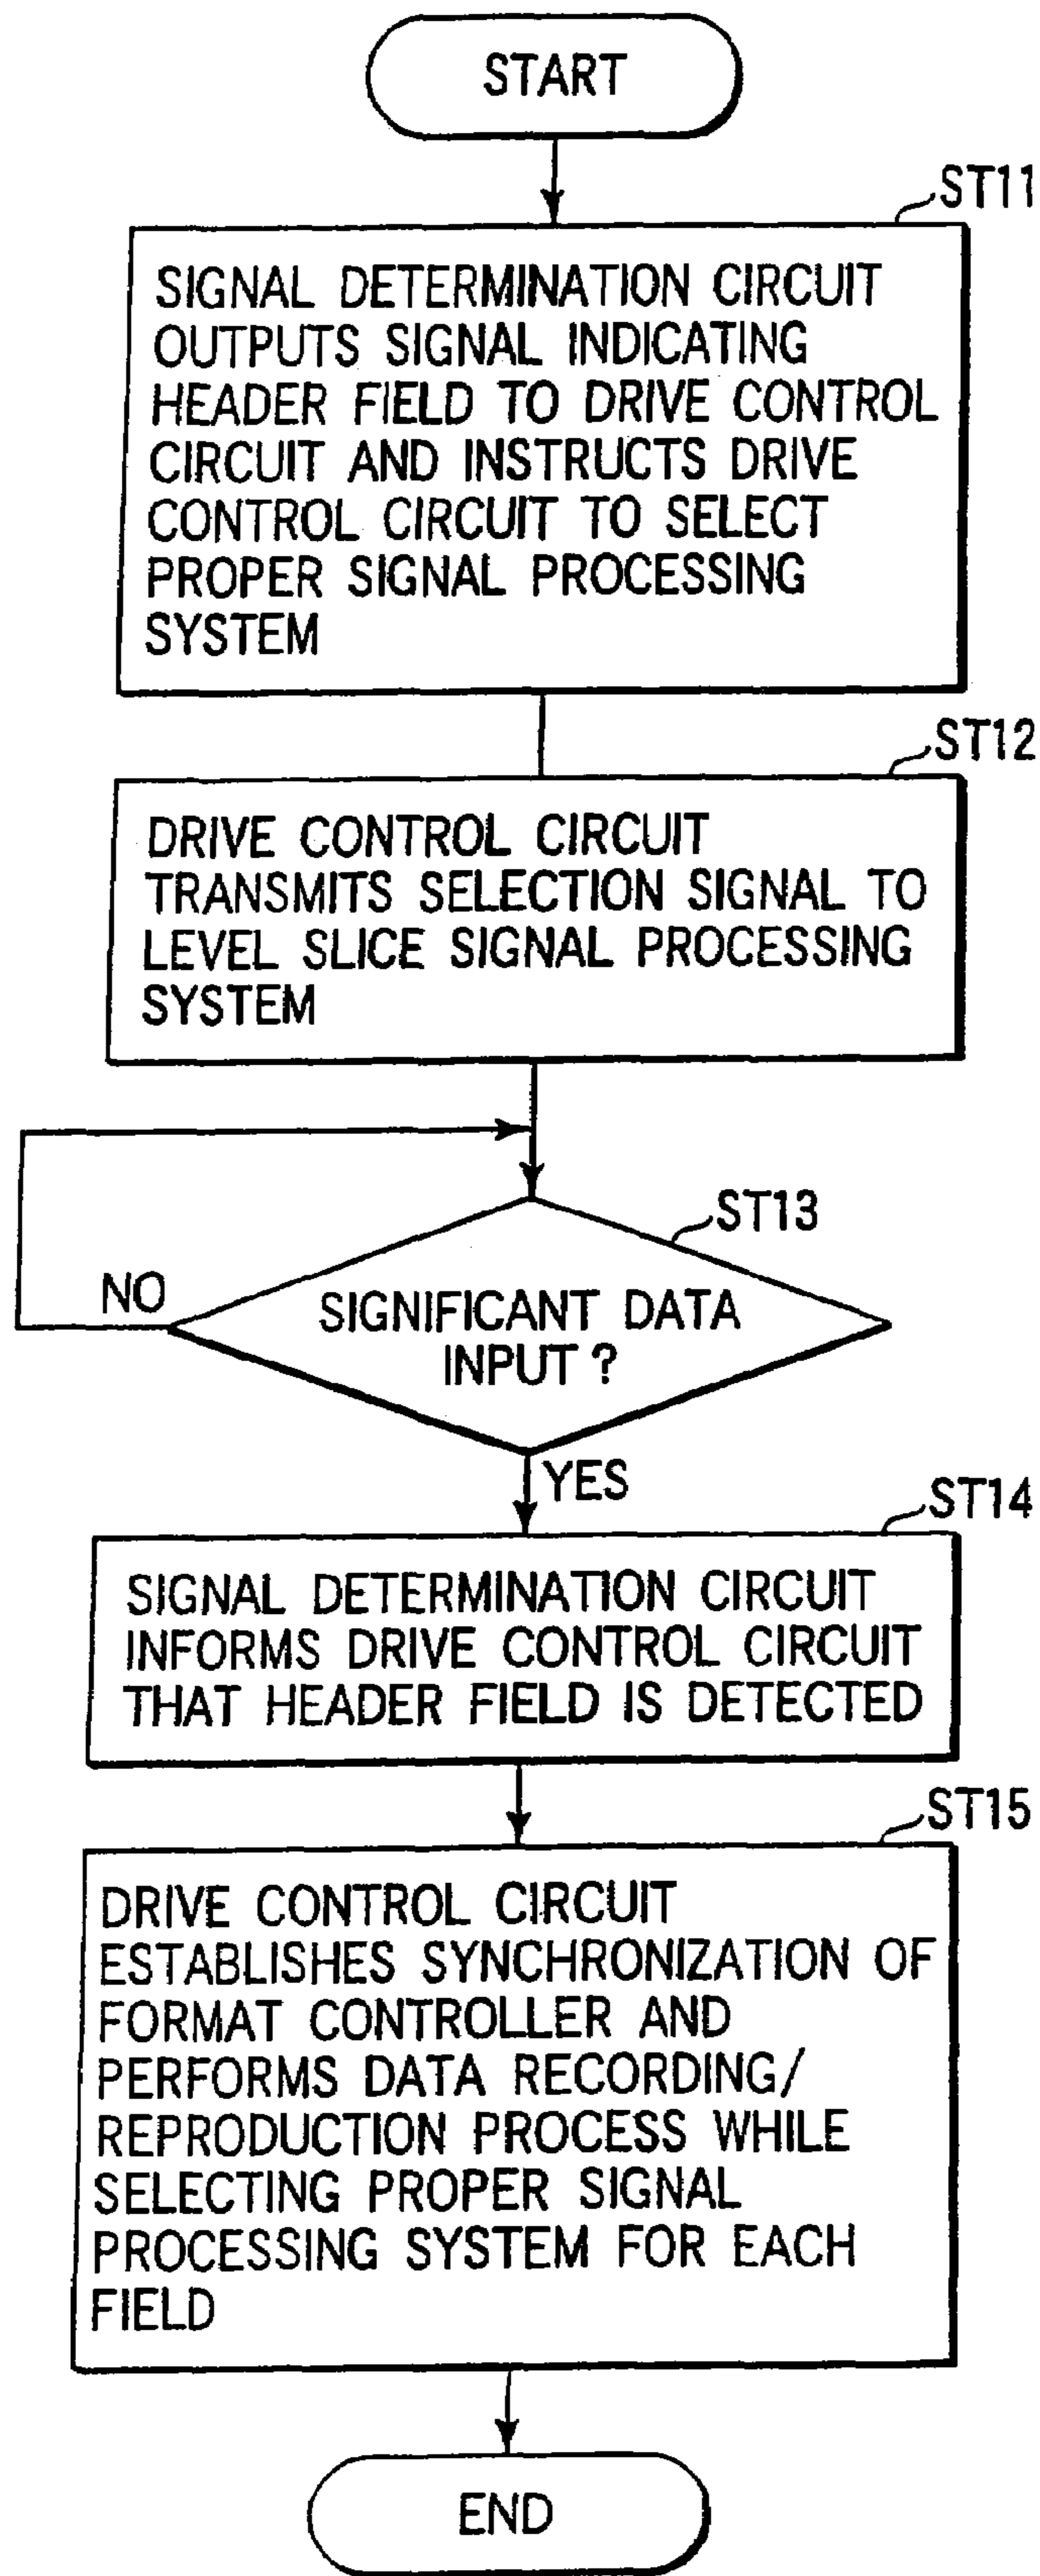 START
ST11
SIGNAL DETERMINATION CIRCUIT
OUTPUTS SIGNAL INDICATING
HEADER FIELD TO DRIVE CONTROL
CIRCUIT AND INSTRUCTS DRIVE
CONTROL CIRCUIT TO SELECT
PROPER SIGNAL PROCESSING
SYSTEM
ST12
DRIVE CONTROL CIRCUIT
TRANSMITS SELECTION SIGNAL TO
LEVEL SLICE SIGNAL PROCESSING
SYSTEM
ST13
NO
SIGNIFICANT DATA
INPUT ?
YES
ST14
SIGNAL DETERMINATION CIRCUIT
INFORMS DRIVE CONTROL CIRCUIT
THAT HEADER FIELD IS DETECTED
ST15
DRIVE CONTROL CIRCUIT
ESTABLISHES SYNCHRONIZATION OF
FORMAT CONTROLLER AND
PERFORMS DATA RECORDING/
REPRODUCTION PROCESS WHILE
SELECTING PROPER SIGNAL
PROCESSING SYSTEM FOR EACH
FIELD
END